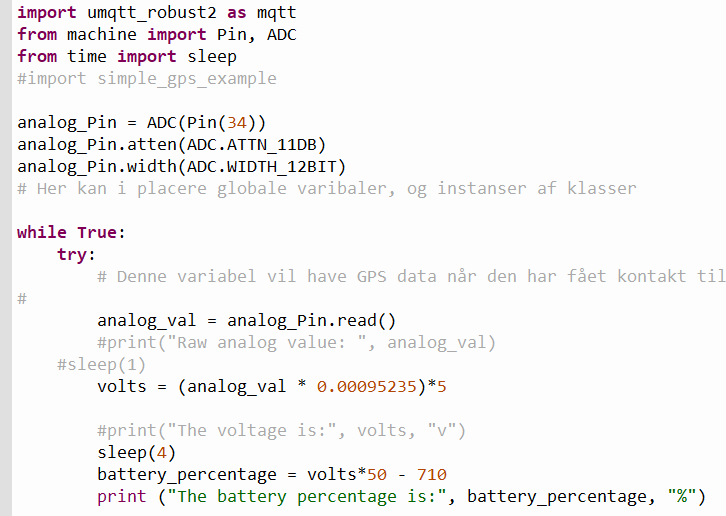 import umqtt_robust2 as mqtt
from machine import Pin, ADC
from time import sleep
#import simple_gps_example

analog_Pin = ADC(Pin(34))
analog_Pin.atten(ADC.ATTN_11DB)
analog_Pin.width(ADC.WIDTH_12BIT)
# Her kan i placere globale varibaler, og instanser af klasser

while True:
    try:
        # Denne variabel vil have GPS data når den har fået kontakt til
#
        analog_val = analog_Pin.read()
        #print("Raw analog value: ", analog_val)
    #sleep(1)
        volts = (analog_val * 0.00095235)*5

        #print("The voltage is:", volts, "v")
        sleep(4)
        battery_percentage = volts*50 - 710
        print ("The battery percentage is:", battery_percentage, "%")